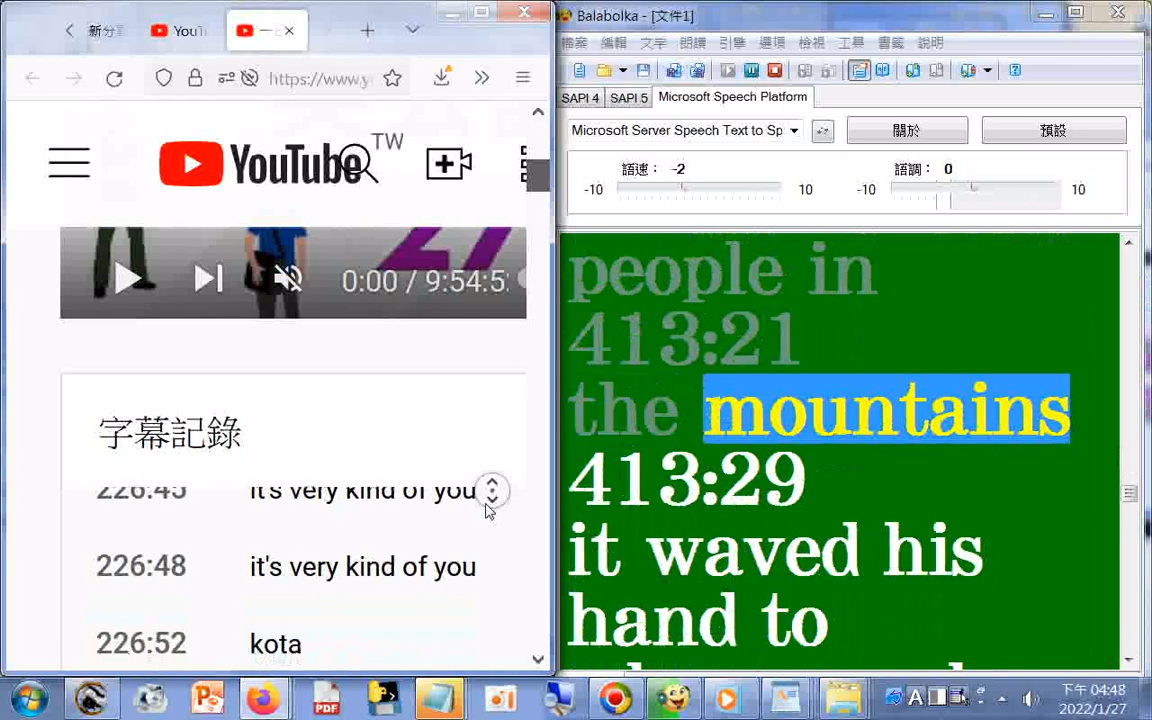 新分
YouT
一
https://www.y
YouTube TW
27
0:00 / 9:54:5
字幕記錄
226:45 it's very kind of you
226:48 it's very kind of you
226:52 kota
Balabolka - [文件1]
檔案 編輯 文字 朗讀 引擎 選項 檢視 工具 書籤 說明
SAPI 4 SAPI 5 Microsoft Speech Platform
Microsoft Server Speech Text to Sp 關於 預設
語速： -2 語調： 0
-10 10 -10 10
people in
413:21
the mountains
413:29
it waved his
hand to
PDF
A
下午 04:48
2022/1/27